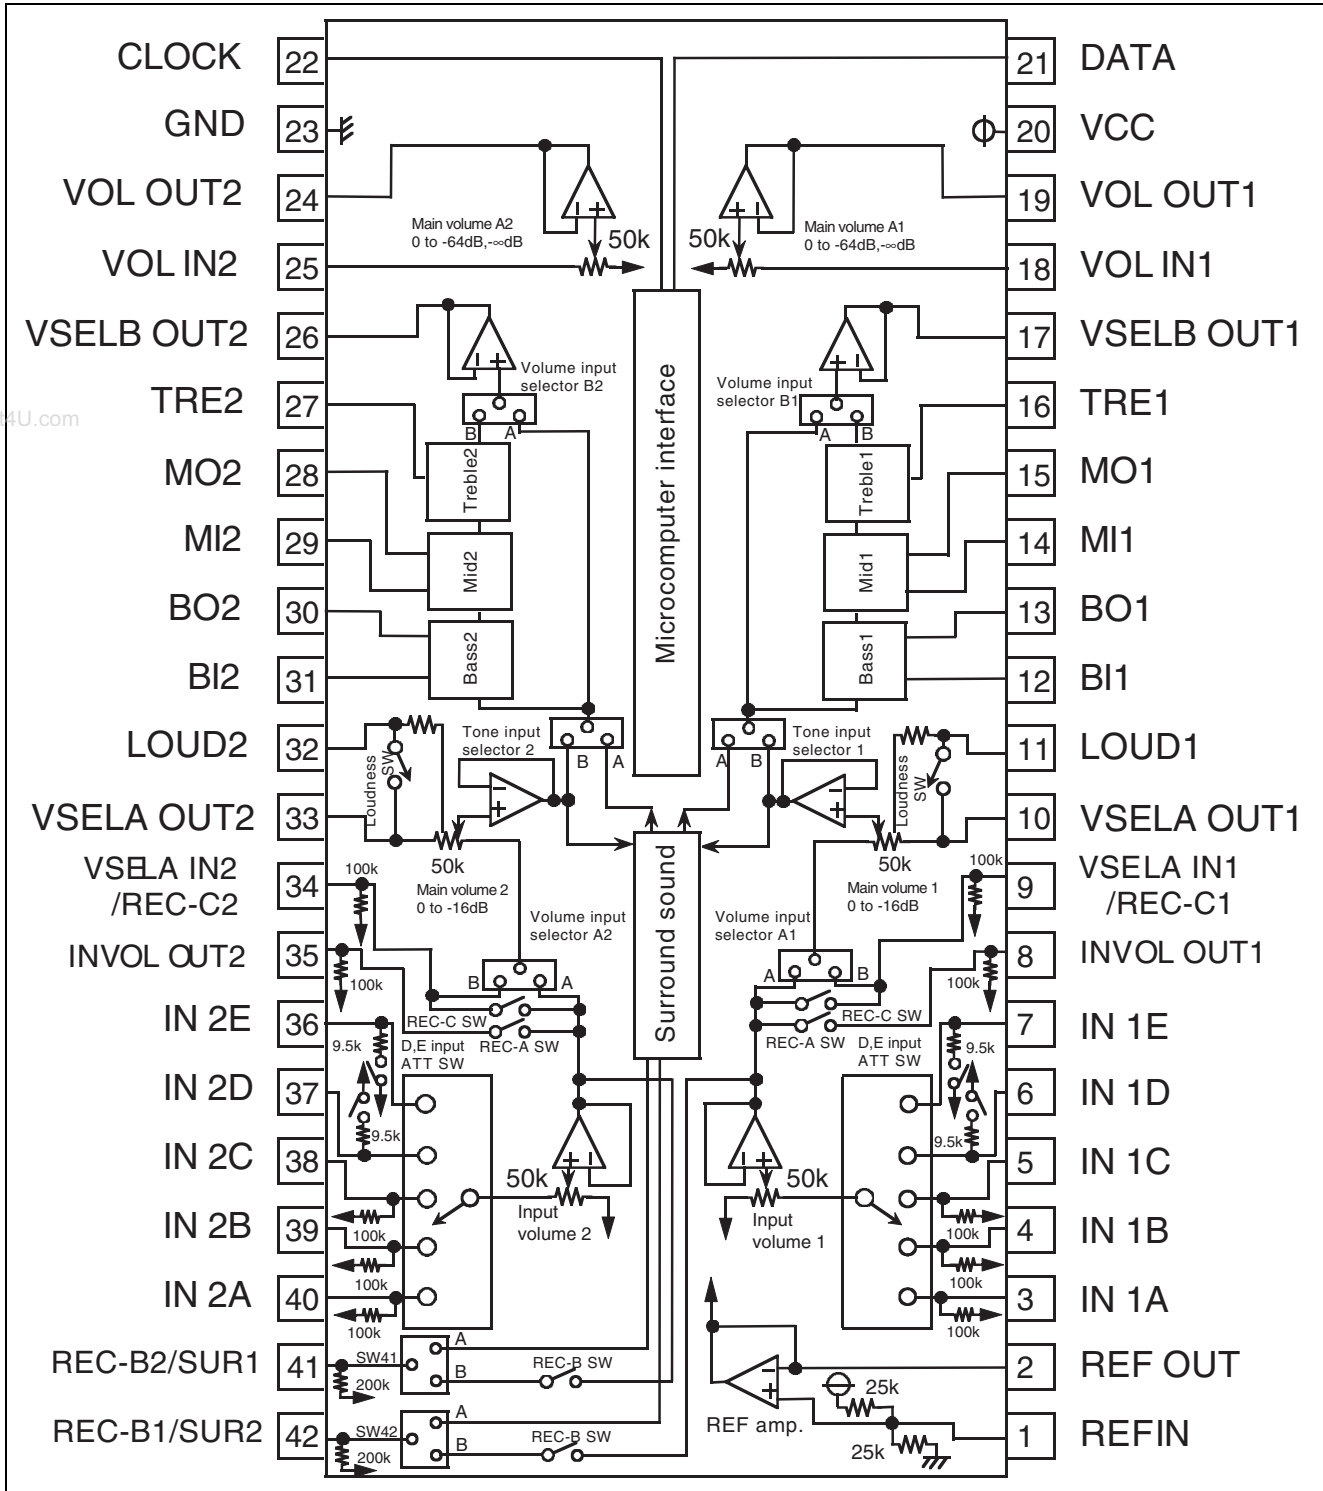 CLOCK 22
21 DATA
GND 23
20 VCC
VOL OUT2 24
19 VOL OUT1
Main volume A2
0 to -64dB,-∞dB
50k
50k
Main volume A1
0 to -64dB,-∞dB
VOL IN2 25
18 VOL IN1
VSELB OUT2 26
17 VSELB OUT1
Volume input
selector B2
Volume input
selector B1
TRE2 27
16 TRE1
t4U.com
B A
A B
Treble2
Treble1
MO2 28
15 MO1
MI2 29
14 MI1
Mid2
Mid1
Microcomputer interface
BO2 30
13 BO1
Bass2
Bass1
BI2 31
12 BI1
LOUD2 32
11 LOUD1
Loudness
SW
Tone input
selector 2
B A
A B
Tone input
selector 1
Loudness
SW
VSELA OUT2 33
10 VSELA OUT1
50k
50k
VSELA IN2
/REC-C2
34
100k
Main volume 2
0 to -16dB
Main volume 1
0 to -16dB
100k
9
VSELA IN1
/REC-C1
Volume input
selector A2
Volume input
selector A1
Surround sound
INVOL OUT2 35
100k
B A
A B
100k
8 INVOL OUT1
REC-C SW
REC-A SW
REC-C SW
REC-A SW
IN 2E 36
9.5k
D,E input
ATT SW
D,E input
ATT SW
9.5k
7 IN 1E
IN 2D 37
9.5k
9.5k
6 IN 1D
IN 2C 38
100k
50k
Input
volume 2
50k
Input
volume 1
100k
5 IN 1C
IN 2B 39
100k
100k
4 IN 1B
IN 2A 40
100k
100k
3 IN 1A
REC-B2/SUR1 41
SW41
200k
A
B
REC-B SW
2 REF OUT
REF amp.
25k
25k
REC-B1/SUR2 42
SW42
200k
A
B
REC-B SW
1 REFIN